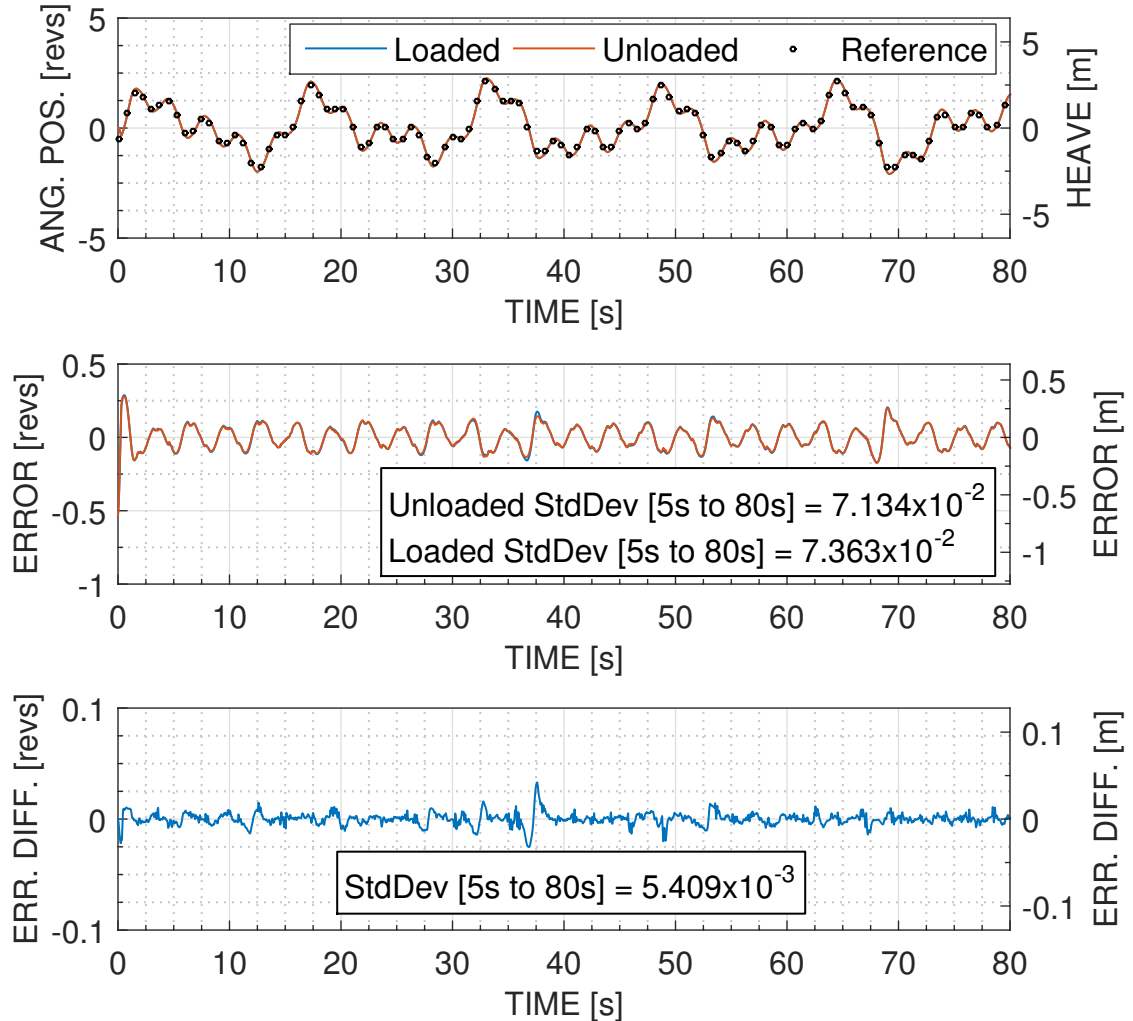 Loaded Unloaded Reference
ANG. POS. [revs]
5
0
-5
5
0
-5
HEAVE [m]
0 10 20 30 40 50 60 70 80
TIME [s]
ERROR [revs]
0.5
0
-0.5
-1
0.5
0
-0.5
-1
ERROR [m]
Unloaded StdDev [5s to 80s] = 7.134x10^-2
Loaded StdDev [5s to 80s] = 7.363x10^-2
0 10 20 30 40 50 60 70 80
TIME [s]
ERR. DIFF. [revs]
0.1
0
-0.1
0.1
0
-0.1
ERR. DIFF. [m]
StdDev [5s to 80s] = 5.409x10^-3
0 10 20 30 40 50 60 70 80
TIME [s]